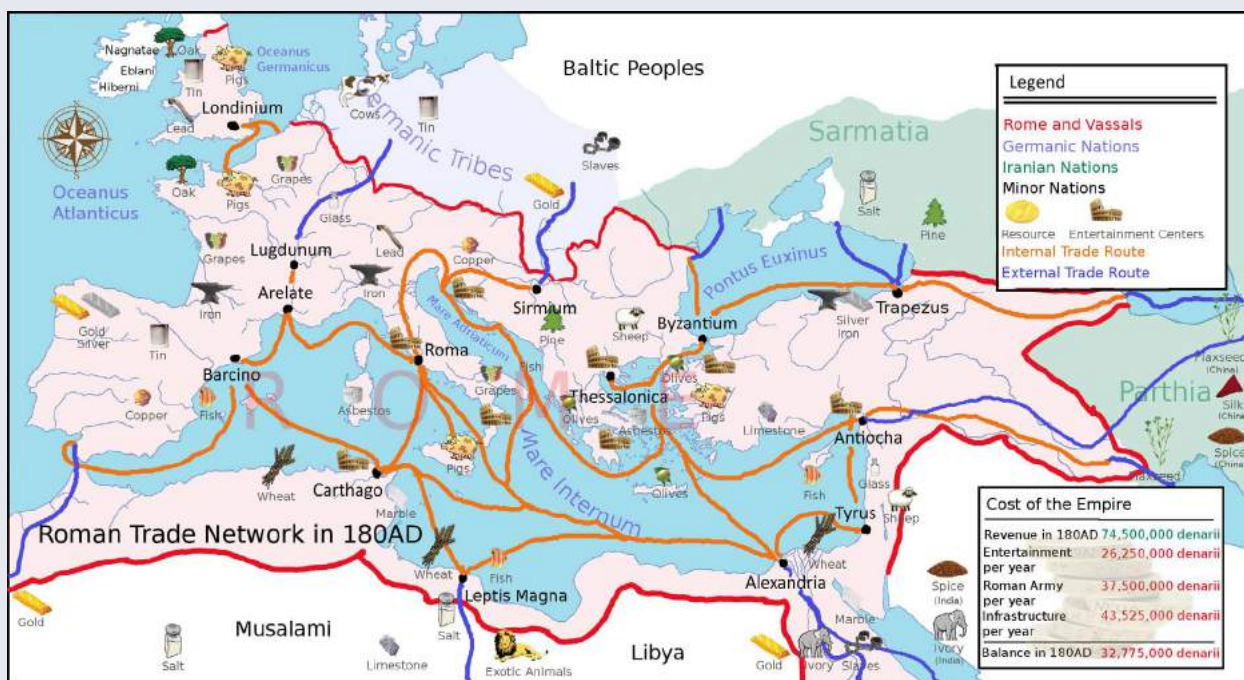 Nagnatae
Oak
Eblani
Hiberni
Pigs
Oceanus
Germanicus
Tin
Londinium
Lead
Oceanus
Atlanticus
Oak
Pigs
Grapes
Glass
Cows
Tin
Germanic Tribes
Slaves
Gold
Baltic Peoples
Sarmatia
Salt
Pine
Legend
Rome and Vassals
Germanic Nations
Iranian Nations
Minor Nations
Resource
Entertainment Centers
Internal Trade Route
External Trade Route
Grapes
Lugdunum
Lead
Copper
Arelate
Iron
Iron
Gold
Silver
Tin
Barcino
Copper
Fish
Roma
Mare Adriaticum
Sirmium
Pine
Sheep
Byzantium
Pontus Euxinus
Trapezus
Silver
Iron
Asbestos
Grapes
Fish
Thessalonica
Olives
Olives
Asbestos
Pigs
Limestone
Antiocha
ROME
Flaxseed
(China)
Parthia
Silk
(China)
Spice
(China)
Flaxseed
Pigs
Wheat
Carthago
Marble
Mare Internum
Olives
Fish
Glass
Tyrus
Sheep
Roman Trade Network in 180AD
Wheat
Fish
Leptis Magna
Wheat
Alexandria
Marble
Spice
(India)
Ivory
(India)
Gold
Salt
Musalami
Limestone
Salt
Exotic Animals
Libya
Gold
Ivory
Slaves
Cost of the Empire
Revenue in 180AD 74,500,000 denarii
Entertainment 26,250,000 denarii
per year
Roman Army 37,500,000 denarii
per year
Infrastructure 43,525,000 denarii
per year
Balance in 180AD 32,775,000 denarii